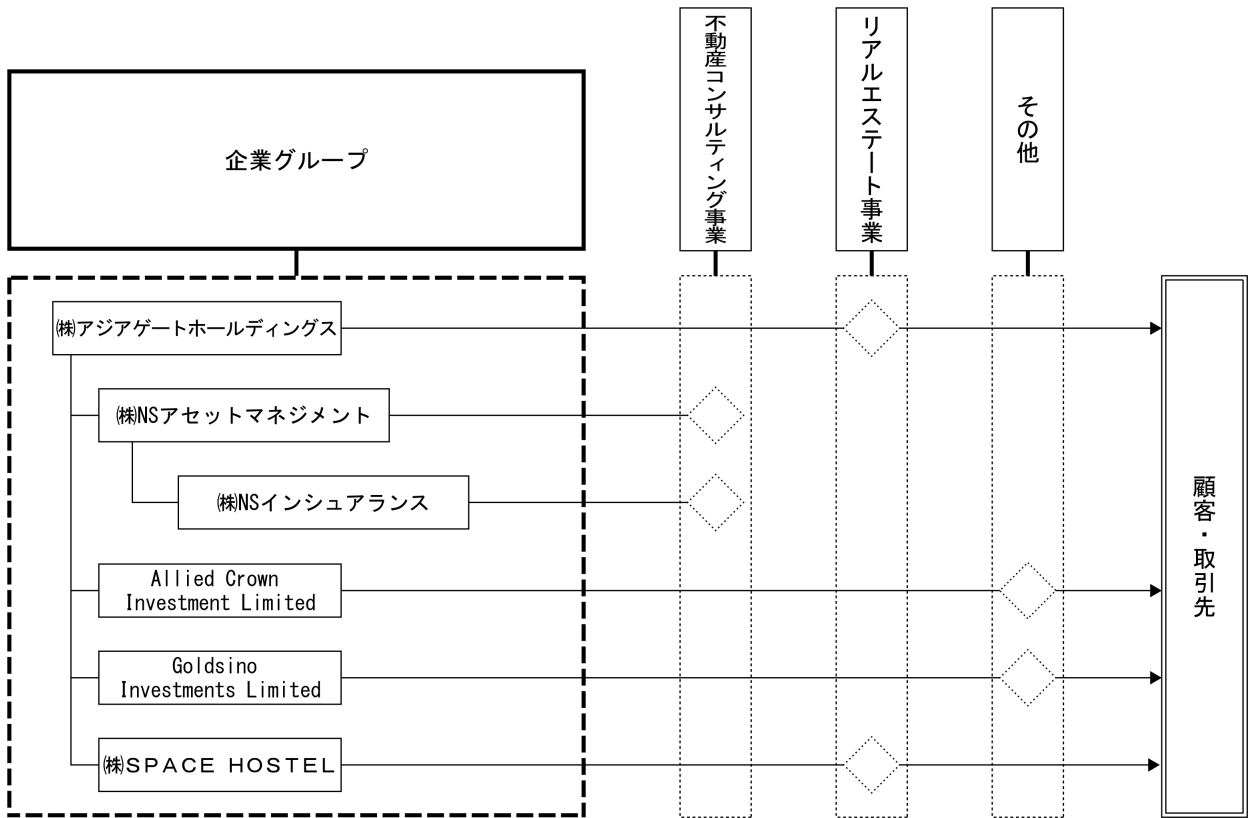 企業グループ
不動産コンサルティング事業
リアルエステート事業
その他
㈱アジアゲートホールディングス
㈱NSアセットマネジメント
㈱NSインシュアランス
Allied Crown
Investment Limited
Goldsino
Investments Limited
㈱SPACE HOSTEL
顧客・取引先